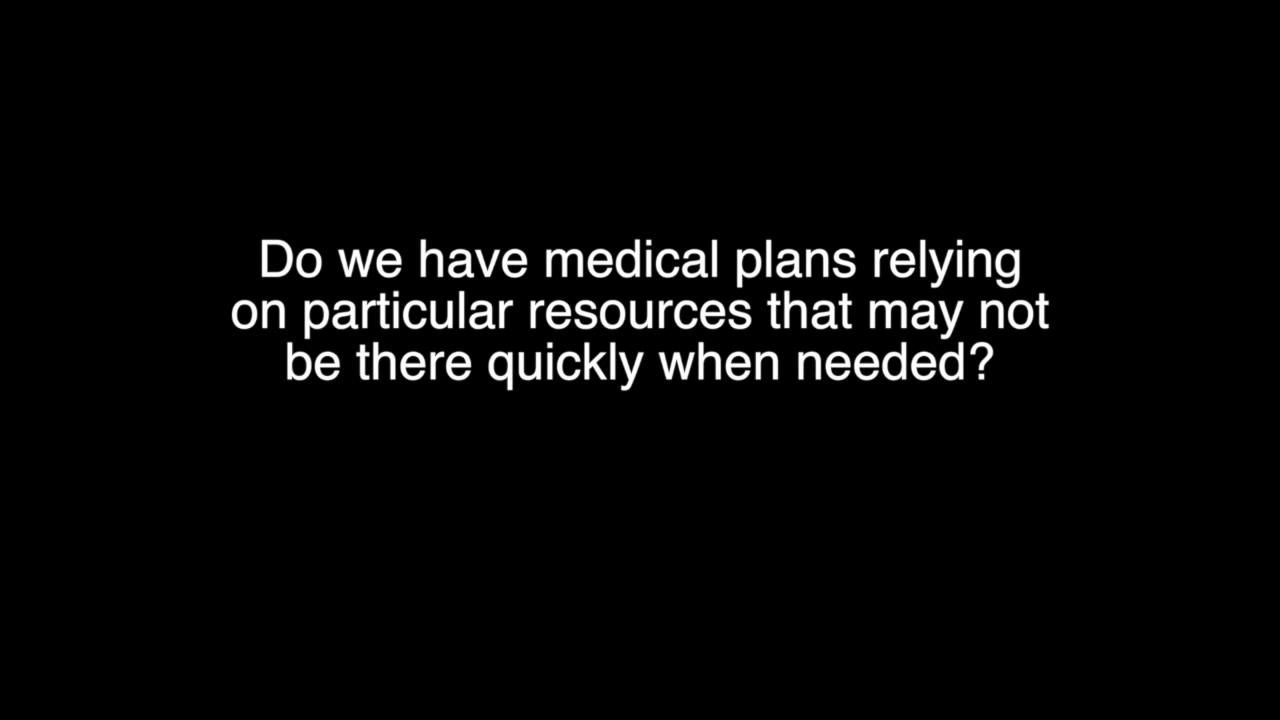 Do we have medical plans relying
on particular resources that may not
be there quickly when needed?